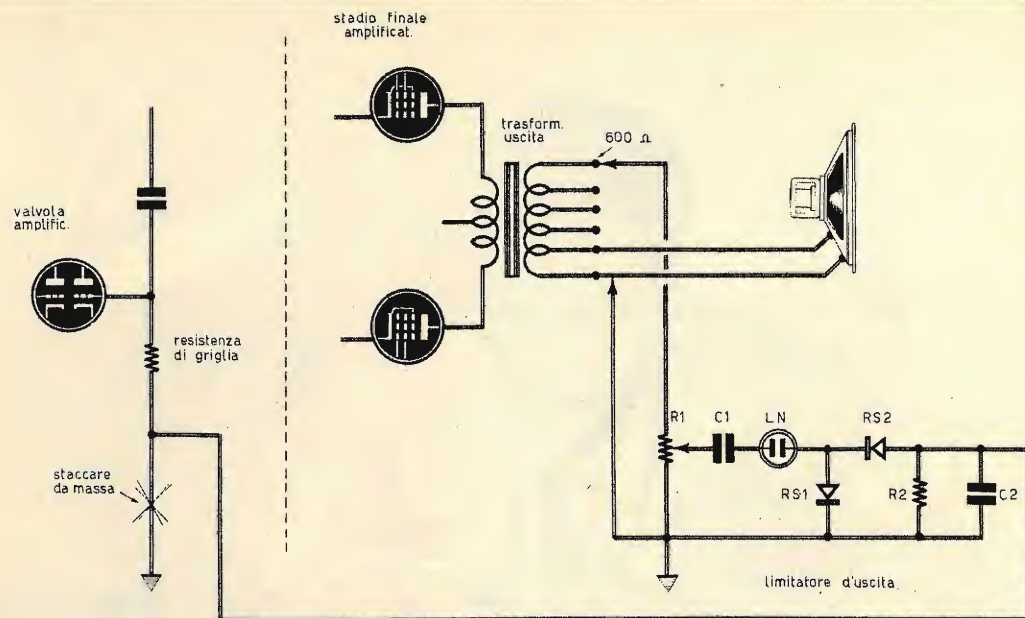 stadio finale
amplificat.
trasform.
uscita
600 Ω
valvola
amplific.
resistenza
di griglia
staccare
da massa
R1
C1
LN
RS2
RS1
R2
C2
limitatore d'uscita.